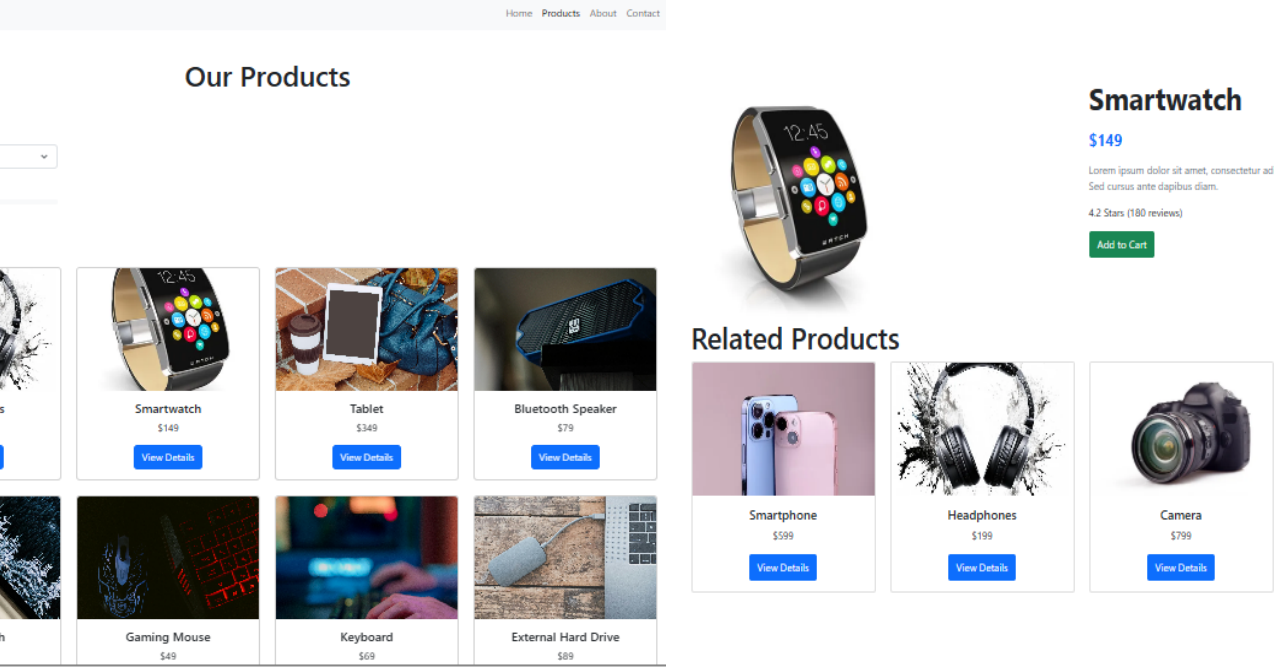 Home Products About Contact
Our Products
s
Smartwatch
$149
View Details
Tablet
$349
View Details
Bluetooth Speaker
$79
View Details
h
Gaming Mouse
$49
Keyboard
$69
External Hard Drive
$89
12:45
WATCH
Smartwatch
$149
Lorem ipsum dolor sit amet, consectetur ad
Sed cursus ante dapibus diam.
4.2 Stars (180 reviews)
Add to Cart
Related Products
Smartphone
$599
View Details
Headphones
$199
View Details
Camera
$799
View Details